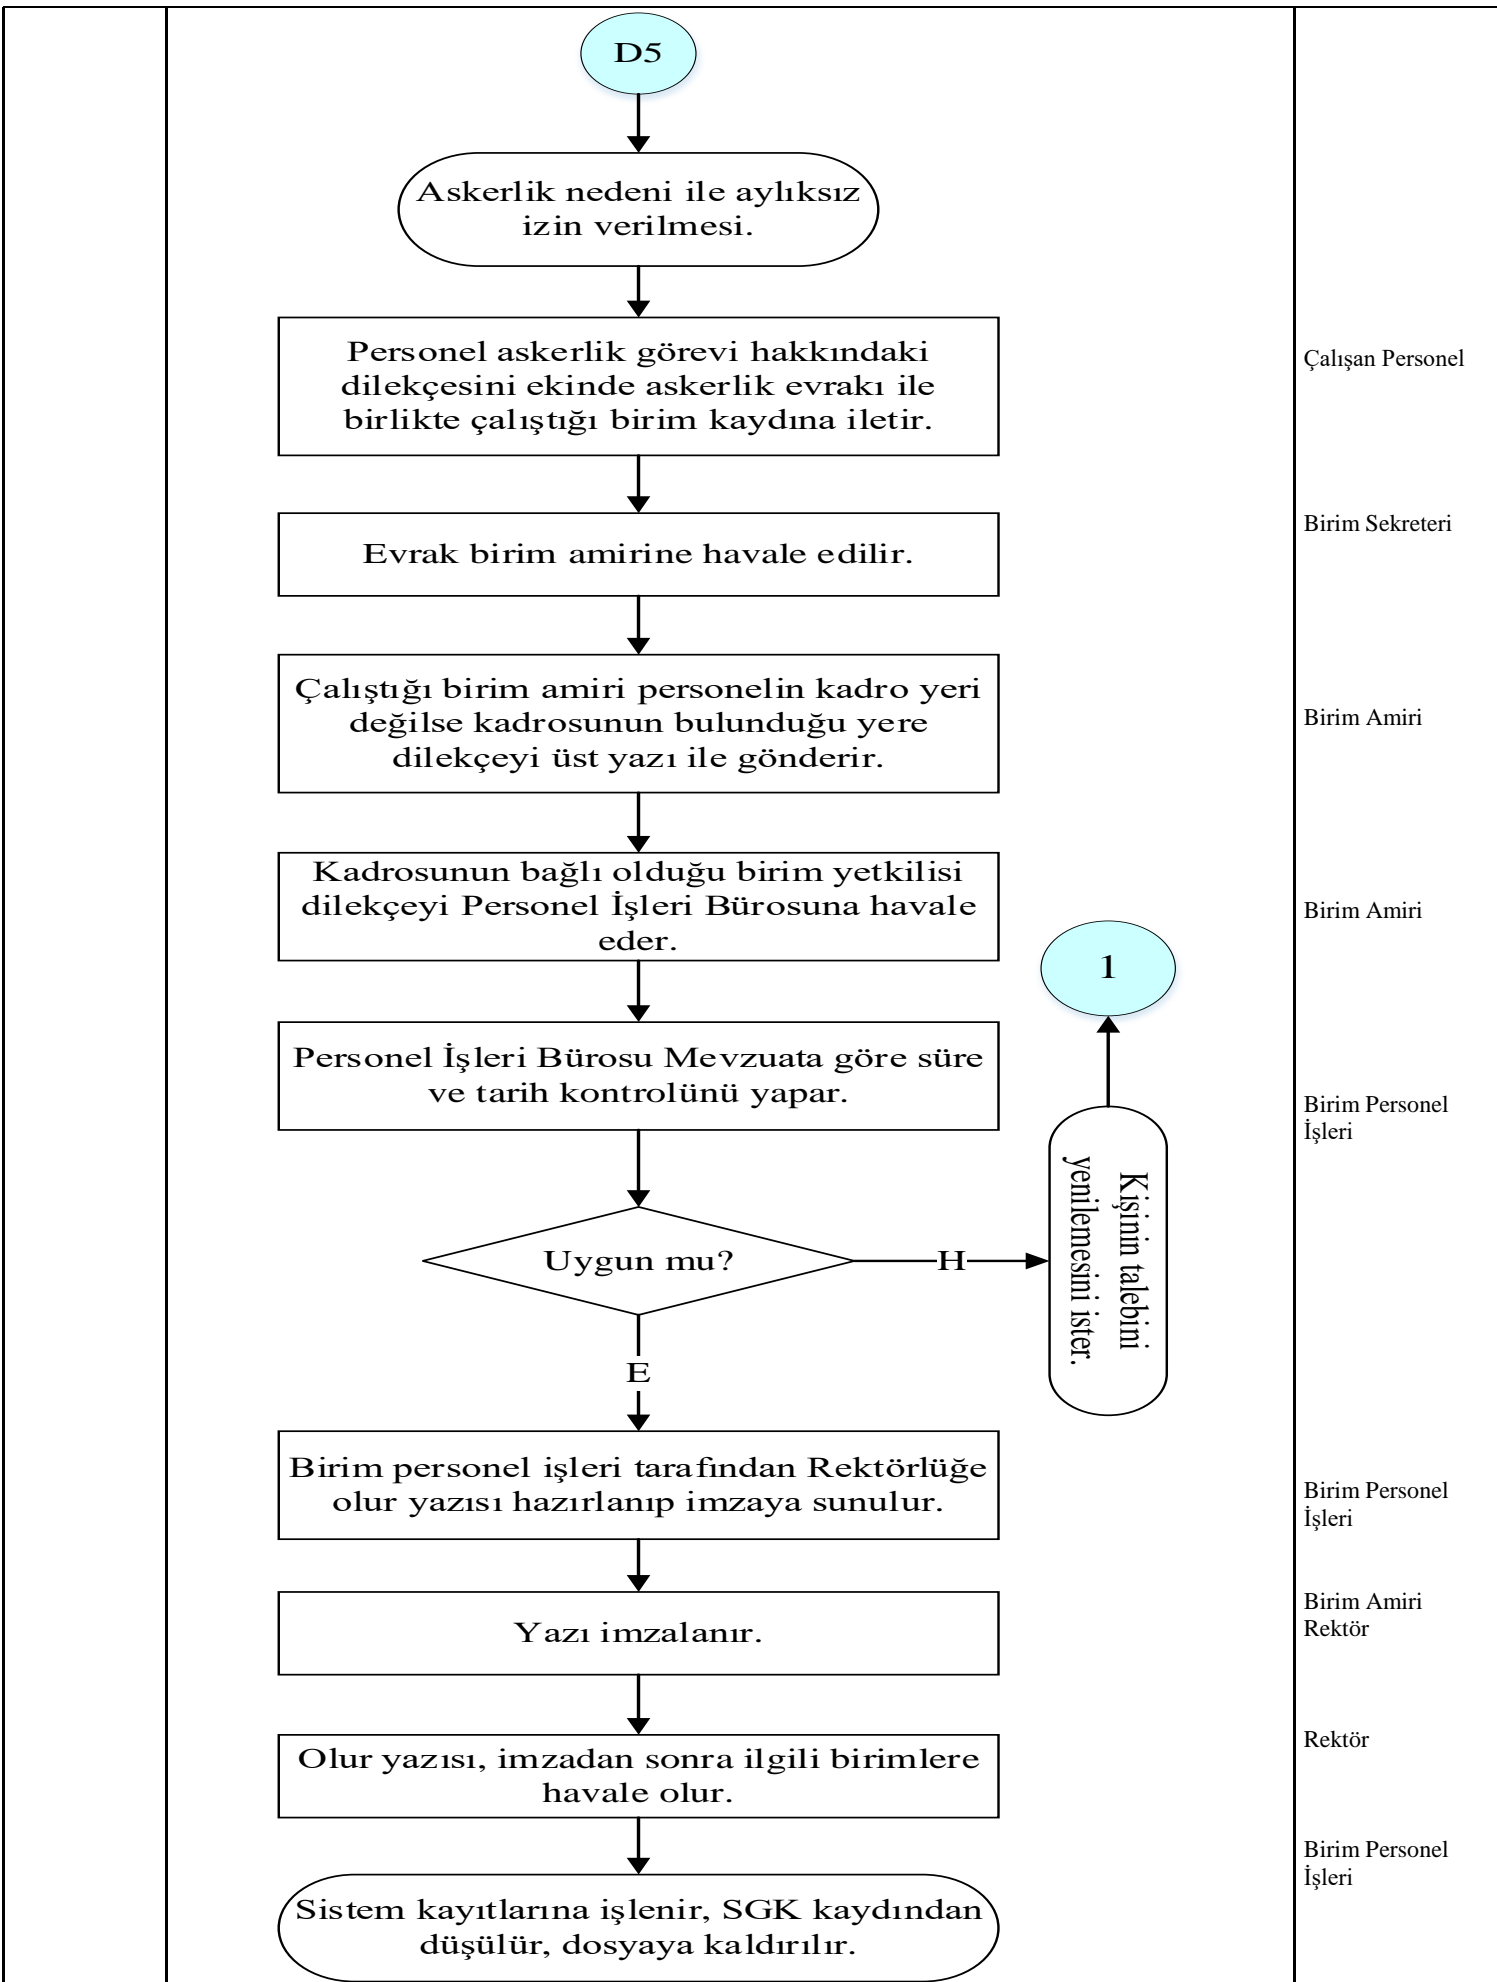 D5
Askerlik nedeni ile aylıksız
izin verilmesi.
Personel askerlik görevi hakkındaki
dilekçesini ekinde askerlik evrakı ile
birlikte çalıştığı birim kaydına iletir.
Çalışan Personel
Evrak birim amirine havale edilir.
Birim Sekreteri
Çalıştığı birim amiri personelin kadro yeri
değilse kadrosunun bulunduğu yere
dilekçeyi üst yazı ile gönderir.
Birim Amiri
Kadrosunun bağlı olduğu birim yetkilisi
dilekçeyi Personel İşleri Bürosuna havale
eder.
Birim Amiri
1
Personel İşleri Bürosu Mevzuata göre süre
ve tarih kontrolünü yapar.
Birim Personel
İşleri
Uygun mu?
H
Kişinin talebini
yenilemesini ister.
E
Birim personel işleri tarafından Rektörlüğe
olur yazısı hazırlanıp imzaya sunulur.
Birim Personel
İşleri
Yazı imzalanır.
Birim Amiri
Rektör
Olur yazısı, imzadan sonra ilgili birimlere
havale olur.
Rektör
Sistem kayıtlarına işlenir, SGK kaydından
düşülür, dosyaya kaldırılır.
Birim Personel
İşleri